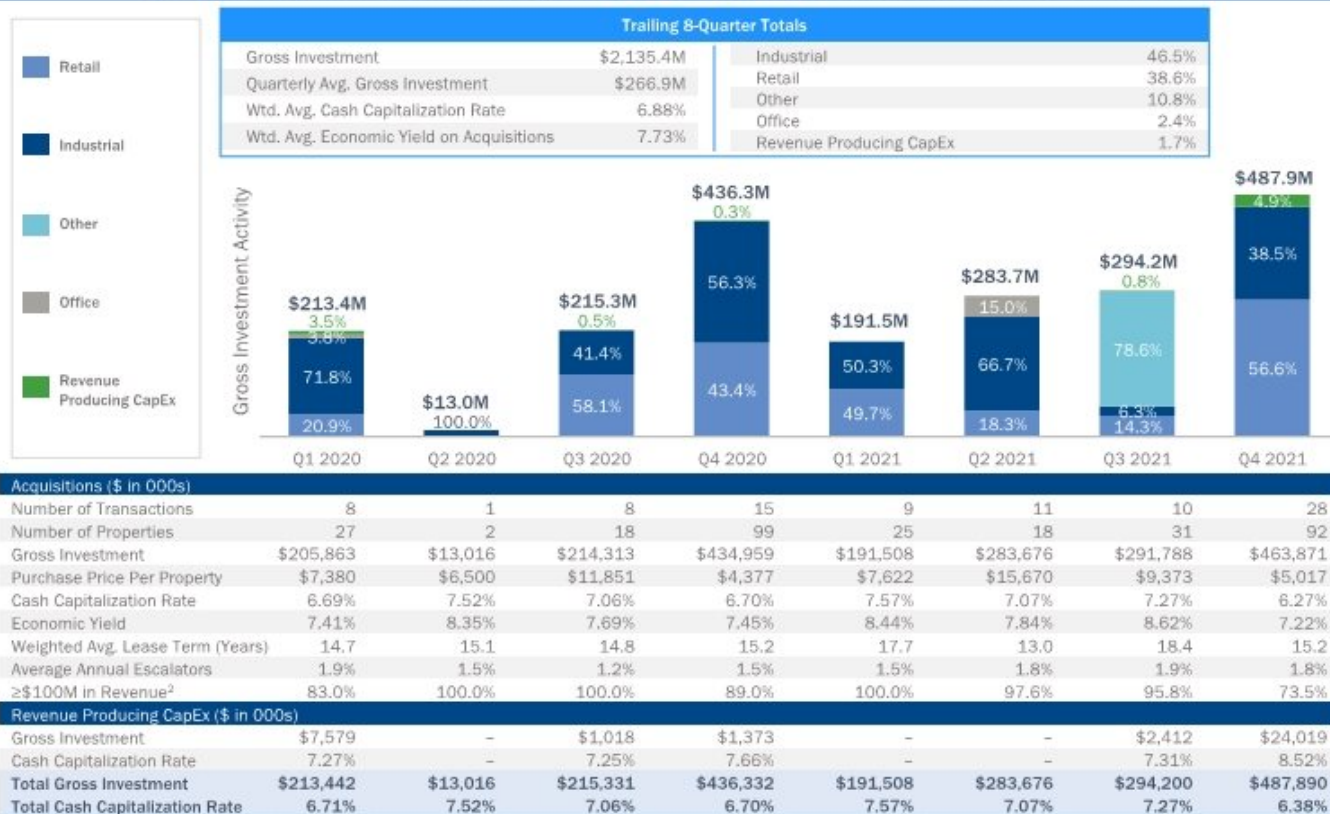 Trailing 8-Quarter Totals
Gross Investment $2,135.4M
Quarterly Avg. Gross Investment $266.9M
Wtd. Avg. Cash Capitalization Rate 6.88%
Wtd. Avg. Economic Yield on Acquisitions 7.73%
Industrial 46.5%
Retail 38.6%
Other 10.8%
Office 2.4%
Revenue Producing CapEx 1.7%
Retail
Industrial
Other
Office
Revenue
Producing CapEx
Gross Investment Activity
$213.4M
3.5%
3.8%
71.8%
20.9%
$13.0M
100.0%
$215.3M
0.5%
41.4%
58.1%
$436.3M
0.3%
56.3%
43.4%
$191.5M
50.3%
49.7%
$283.7M
15.0%
66.7%
18.3%
$294.2M
0.8%
78.6%
6.3%
14.3%
$487.9M
4.9%
38.5%
56.6%
Q1 2020 Q2 2020 Q3 2020 Q4 2020 Q1 2021 Q2 2021 Q3 2021 Q4 2021
Acquisitions ($ in 000s)
Number of Transactions 8 1 8 15 9 11 10 28
Number of Properties 27 2 18 99 25 18 31 92
Gross Investment $205,863 $13,016 $214,313 $434,959 $191,508 $283,676 $291,788 $463,871
Purchase Price Per Property $7,380 $6,500 $11,851 $4,377 $7,622 $15,670 $9,373 $5,017
Cash Capitalization Rate 6.69% 7.52% 7.06% 6.70% 7.57% 7.07% 7.27% 6.27%
Economic Yield 7.41% 8.35% 7.69% 7.45% 8.44% 7.84% 8.62% 7.22%
Weighted Avg. Lease Term (Years) 14.7 15.1 14.8 15.2 17.7 13.0 18.4 15.2
Average Annual Escalators 1.9% 1.5% 1.2% 1.5% 1.5% 1.8% 1.9% 1.8%
≥$100M in Revenue² 83.0% 100.0% 100.0% 89.0% 100.0% 97.6% 95.8% 73.5%
Revenue Producing CapEx ($ in 000s)
Gross Investment $7,579 – $1,018 $1,373 – – $2,412 $24,019
Cash Capitalization Rate 7.27% – 7.25% 7.66% – – 7.31% 8.52%
Total Gross Investment $213,442 $13,016 $215,331 $436,332 $191,508 $283,676 $294,200 $487,890
Total Cash Capitalization Rate 6.71% 7.52% 7.06% 6.70% 7.57% 7.07% 7.27% 6.38%